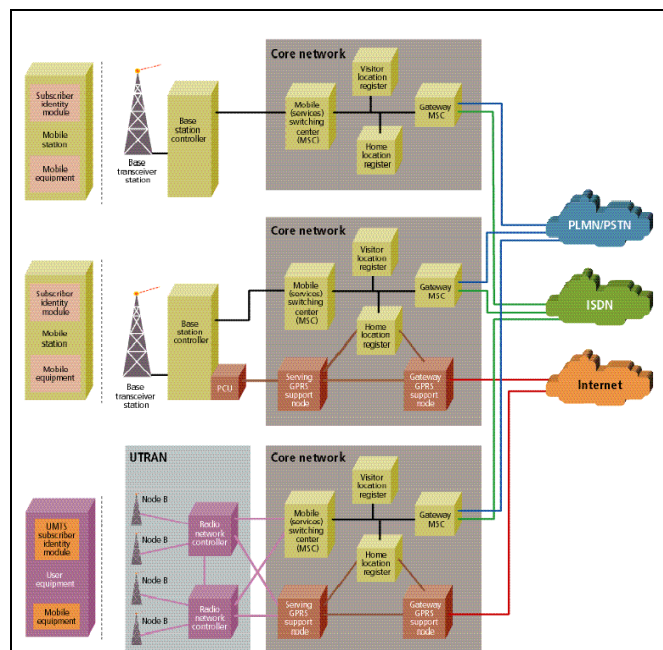 Core network
Visitor
location
register
Subscriber
identity
module
Mobile
station
Mobile
equipment
Base
transceiver
station
Base
station
controller
Mobile
(services)
switching
center
(MSC)
Gateway
MSC
Home
location
register
PLMN/PSTN
ISDN
Internet
Core network
Visitor
location
register
Subscriber
identity
module
Mobile
station
Mobile
equipment
Base
transceiver
station
Base
station
controller
PCU
Mobile
(services)
switching
center
(MSC)
Gateway
MSC
Home
location
register
Serving
GPRS
support
node
Gateway
GPRS
support
node
UTRAN
Core network
Visitor
location
register
UMTS
subscriber
identity
module
User
equipment
Mobile
equipment
Node B
Node B
Node B
Node B
Radio
network
controller
Radio
network
controller
Mobile
(services)
switching
center
(MSC)
Gateway
MSC
Home
location
register
Serving
GPRS
support
node
Gateway
GPRS
support
node